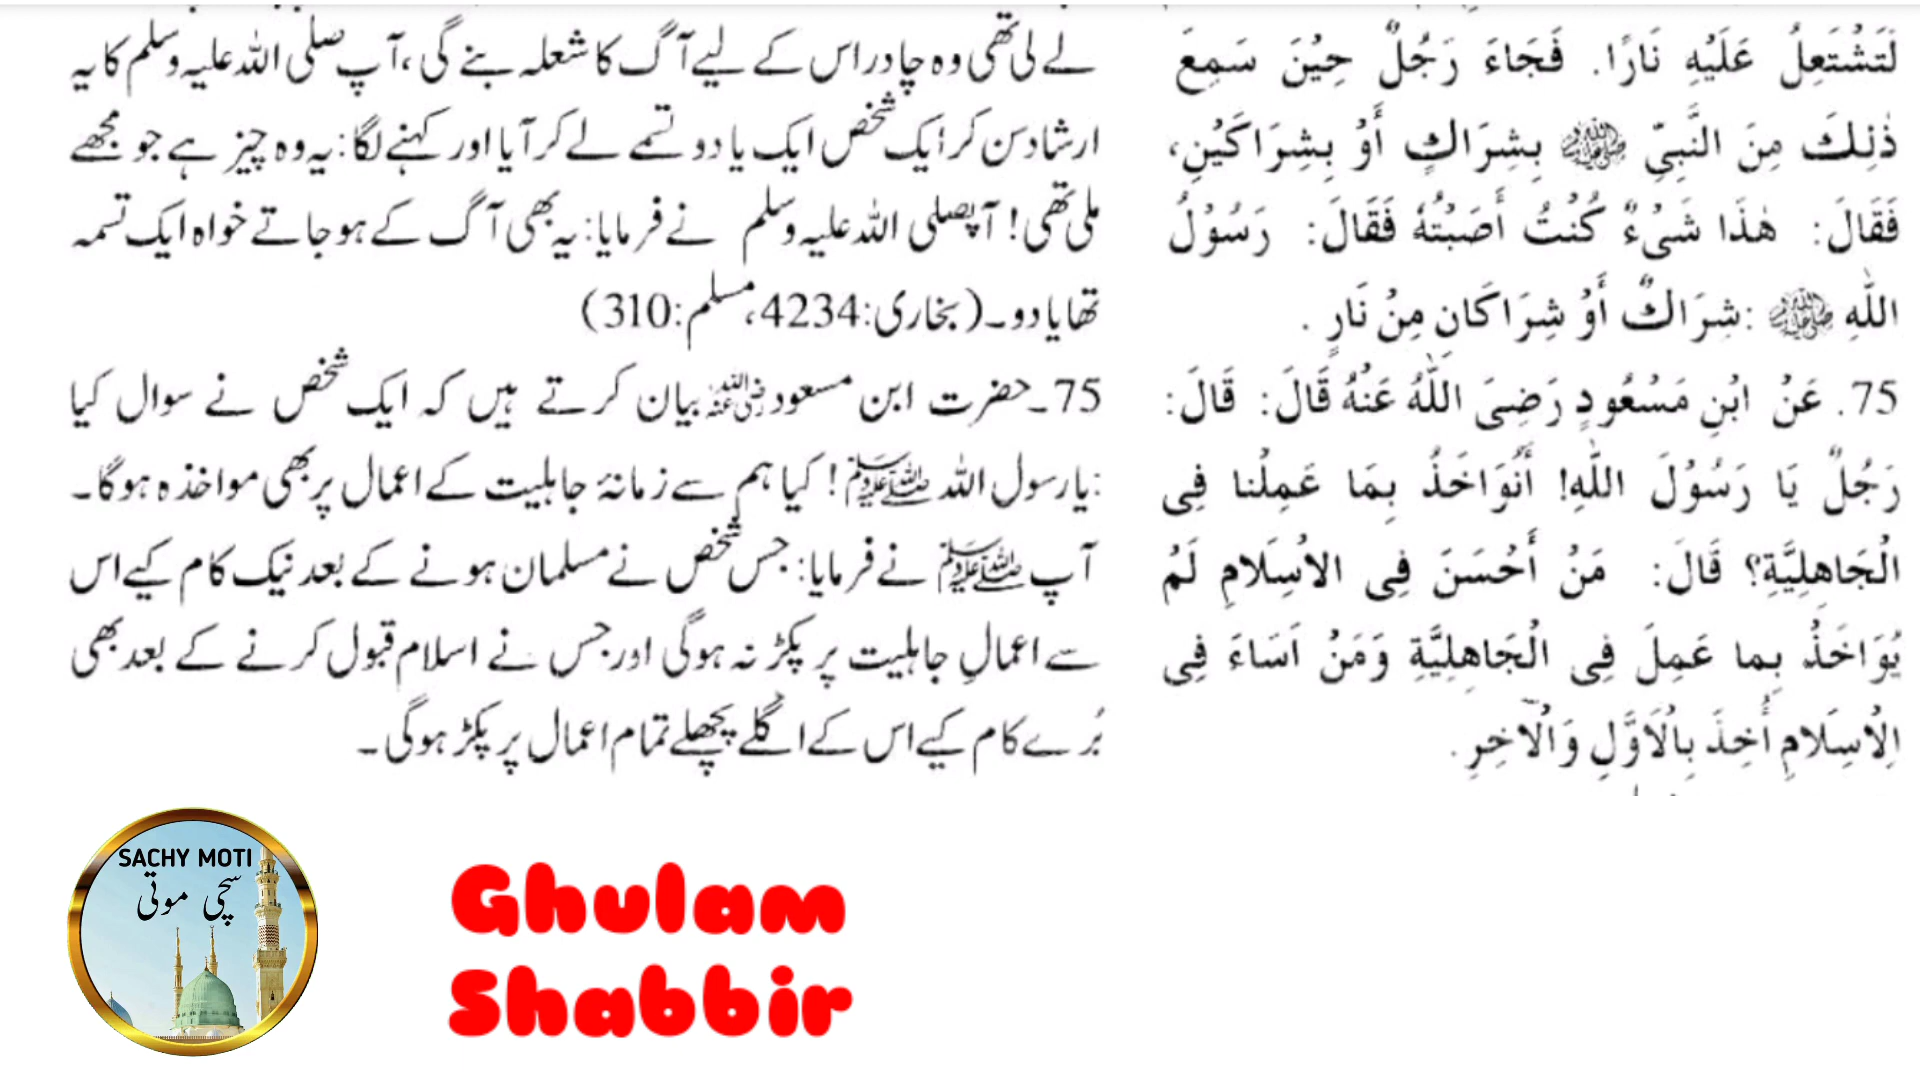 لَتَشْتَعِلُ عَلَيْهِ نَارًا. فَجَاءَ رَجُلٌ حِيْنَ سَمِعَ
ذٰلِكَ مِنَ النَّبِيِّ ﷺ بِشِرَاكٍ أَوْ بِشِرَاكَيْنِ،
فَقَالَ: هٰذَا شَيْءٌ كُنْتُ أَصَبْتُهٗ فَقَالَ: رَسُوْلُ
اللّٰهِ ﷺ :شِرَاكٌ أَوْ شِرَاكَانِ مِنْ نَارٍ .
75. عَنْ ابْنِ مَسْعُودٍ رَضِيَ اللّٰهُ عَنْهُ قَالَ: قَالَ:
رَجُلٌ يَا رَسُوْلَ اللّٰهِ! أَنُوَاخَذُ بِمَا عَمِلْنا فِى
الْجَاهِلِيَّةِ؟ قَالَ: مَنْ أَحْسَنَ فِى الاْسِلَامِ لَمْ
يُوَاخَذْ بِما عَمِلَ فِى الْجَاهِلِيَّةِ وَمَنْ اَسَاءَ فِى
اِلْاسِلَامِ أُخِذَ بِالْاَوَّلِ وَالْآخِرِ.
لے لی تھی وہ چادر اس کے لیے آگ کا شعلہ بنے گی، آپ صلی اللہ علیہ وسلم کا یہ
ارشاد سن کر ایک شخص ایک یا دو تسمے لے کر آیا اور کہنے لگا: یہ وہ چیز ہے جو مجھے
ملی تھی! آپصلی اللہ علیہ وسلم نے فرمایا: یہ بھی آگ کے ہو جاتے خواہ ایک تسمہ
تھا یا دو۔ (بخاری: 4234، مسلم: 310)
75۔ حضرت ابن مسعود رضی اللہ عنہ بیان کرتے ہیں کہ ایک شخص نے سوال کیا
:یا رسول اللہ ﷺ! کیا ہم سے زمانۂ جاہلیت کے اعمال پر بھی مواخذہ ہوگا۔
آپ ﷺ نے فرمایا: جس شخص نے مسلمان ہونے کے بعد نیک کام کیے اس
سے اعمالِ جاہلیت پر پکڑ نہ ہوگی اور جس نے اسلام قبول کرنے کے بعد بھی
بُرے کام کیے اس کے اگلے پچھلے تمام اعمال پر پکڑ ہوگی۔
SACHY MOTI
سچی موتی
Ghulam
Shabbir